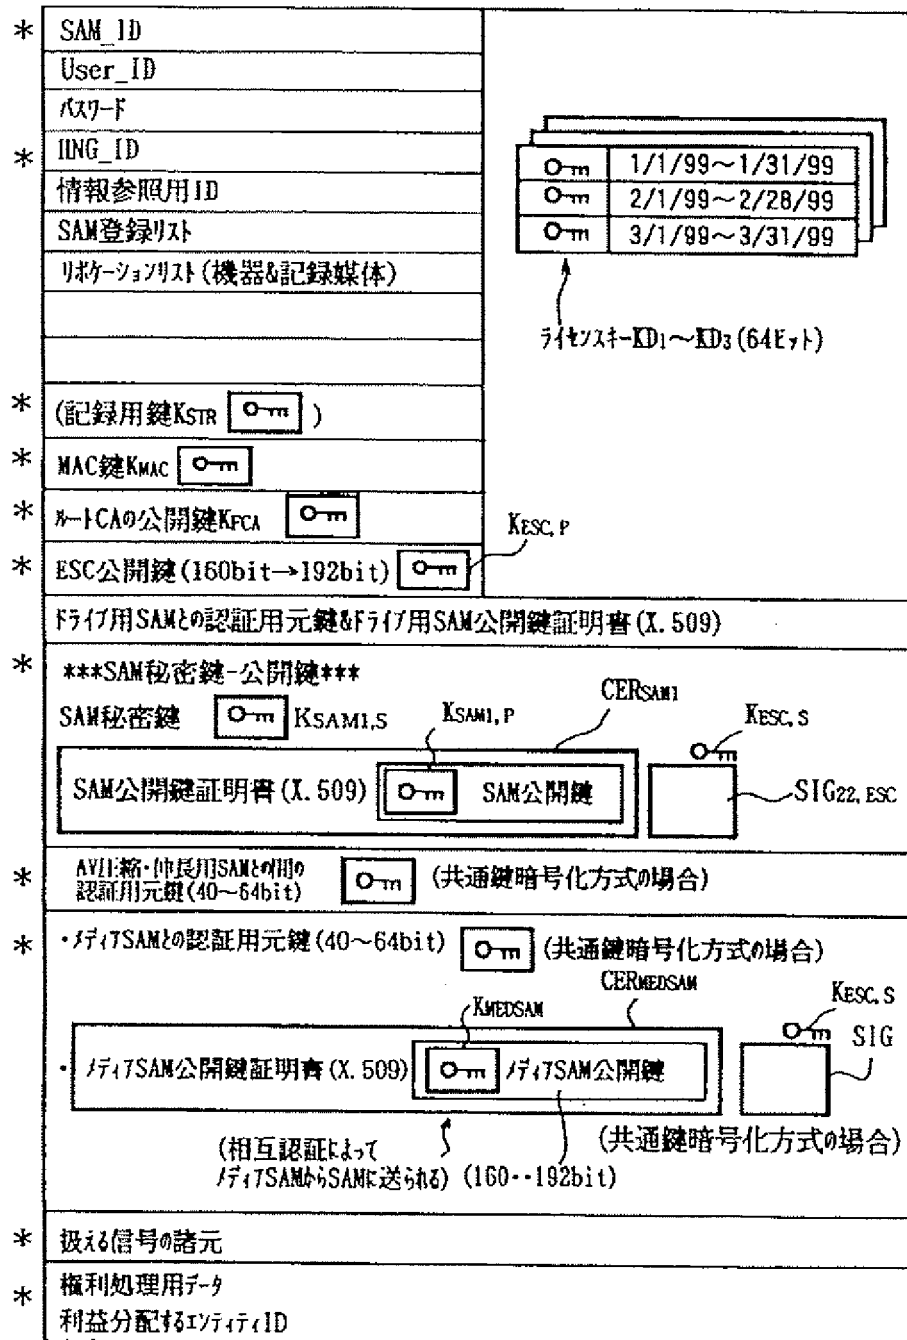 * SAM_ID
User_ID
パスワード
* HNG_ID
情報参照用ID
SAM登録リスト
リボケーションリスト(機器&記録媒体)
1/1/99~1/31/99
2/1/99~2/28/99
3/1/99~3/31/99
ライセンスキーKD1~KD3(64ビット)
* (記録用鍵KSTR )
* MAC鍵KMAC
* ルートCAの公開鍵KFCA
* ESC公開鍵(160bit→192bit)
KESC,P
ドライブ用SAMとの認証用元鍵&ドライブ用SAM公開鍵証明書(X.509)
* ***SAM秘密鍵-公開鍵***
SAM秘密鍵 KSAM1,S
KSAM1,P
CERSAM1
KESC,S
SAM公開鍵証明書(X.509) SAM公開鍵
SIG22,ESC
* AV圧縮・伸長用SAMとの間の
認証用元鍵(40~64bit) (共通鍵暗号化方式の場合)
* ・メディアSAMとの認証用元鍵(40~64bit) (共通鍵暗号化方式の場合)
KMEDSAM
CERMEDSAM
KESC,S
SIG
・メディアSAM公開鍵証明書(X.509) メディアSAM公開鍵
(共通鍵暗号化方式の場合)
(相互認証によって
メディアSAMからSAMに送られる)
(160--192bit)
* 扱える信号の諸元
* 権利処理用データ
利益分配するエンティティID